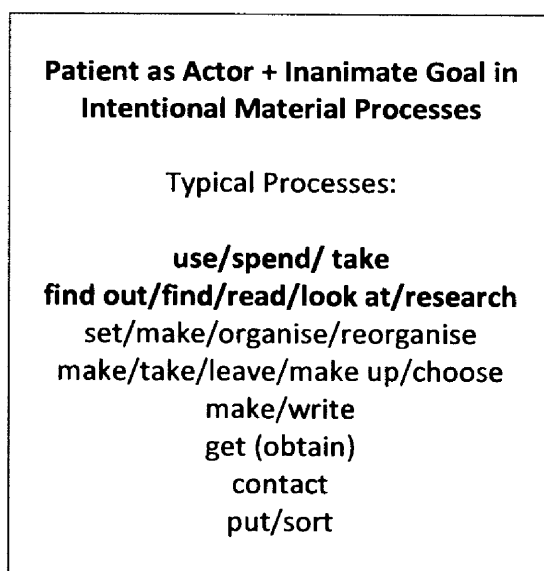 Patient as Actor + Inanimate Goal in
Intentional Material Processes
Typical Processes:
use/spend/ take
find out/find/read/look at/research
set/make/organise/reorganise
make/take/leave/make up/choose
make/write
get (obtain)
contact
put/sort